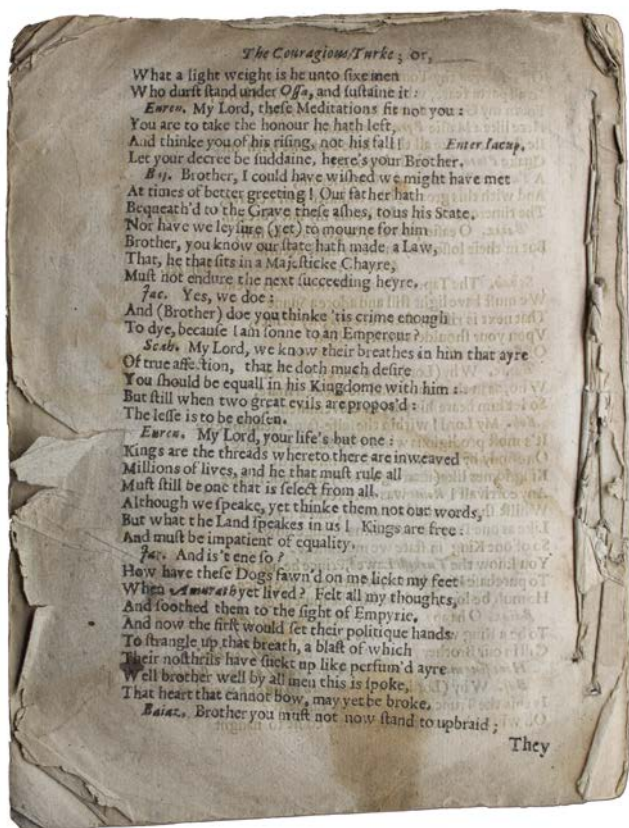 The Couragious Turke; or,
What a light weight is he unto sixe men
Who durst stand under Ossa, and sustaine it:
Euren. My Lord, these Meditations fit not you:
You are to take the honour he hath left,
And thinke you of his rising, not his fall! Enter Iacup.
Let your decree be suddaine, heere's your Brother.
Baj. Brother, I could have wished we might have met
At times of better greeting! Our father hath
Bequeath'd to the Grave these ashes, to us his State.
Nor have we leysure (yet) to mourne for him
Brother, you know our state hath made a Law,
That, he that sits in a Majesticke Chayre,
Must not endure the next succeeding heyre.
Jac. Yes, we doe:
And (Brother) doe you thinke 'tis crime enough
To dye, because I am sonne to an Emperour?
Scah. My Lord, we know their breathes in him that ayre
Of true affection, that he doth much desire
You should be equall in his Kingdome with him:
But still when two great evils are propos'd:
The lesse is to be chosen.
Euren. My Lord, your life's but one:
Kings are the threads whereto there are inweaved
Millions of lives, and he that must rule all
Must still be one that is select from all.
Although we speake, yet thinke them not our words,
But what the Land speakes in us! Kings are free:
And must be impatient of equality.
Jac. And is't ene so?
How have these Dogs fawn'd on me lickt my feet
When Amurath yet lived? Felt all my thoughts,
And soothed them to the sight of Empyrie.
And now the first would set their politique hands
To strangle up that breath, a blast of which
Their nosthrils have suckt up like perfum'd ayre
Well brother well by all men this is spoke,
That heart that cannot bow, may yet be broke.
Baiaz. Brother you must not now stand to upbraid;
They